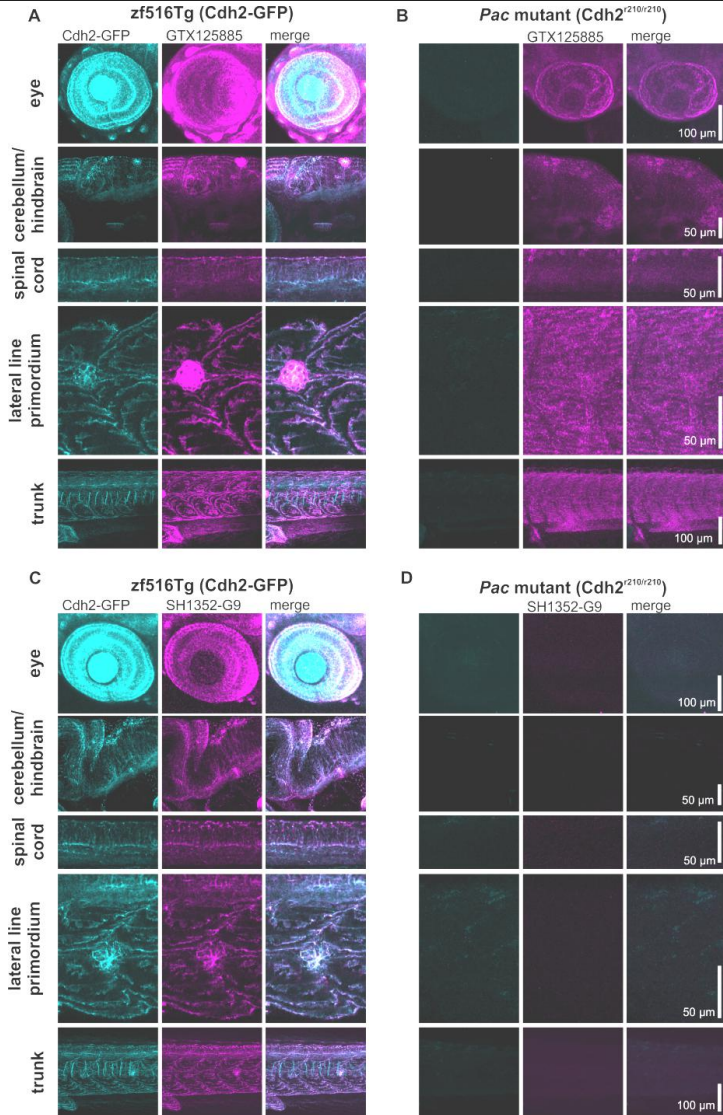 A
zf516Tg (Cdh2-GFP)
Cdh2-GFP GTX125885 merge
eye
cerebellum/
hindbrain
spinal
cord
lateral line
primordium
trunk
B
Pac mutant (Cdh2r210/r210)
GTX125885 merge
100 µm
50 µm
50 µm
50 µm
100 µm
C
zf516Tg (Cdh2-GFP)
Cdh2-GFP SH1352-G9 merge
eye
cerebellum/
hindbrain
spinal
cord
lateral line
primordium
trunk
D
Pac mutant (Cdh2r210/r210)
SH1352-G9 merge
100 µm
50 µm
50 µm
50 µm
100 µm